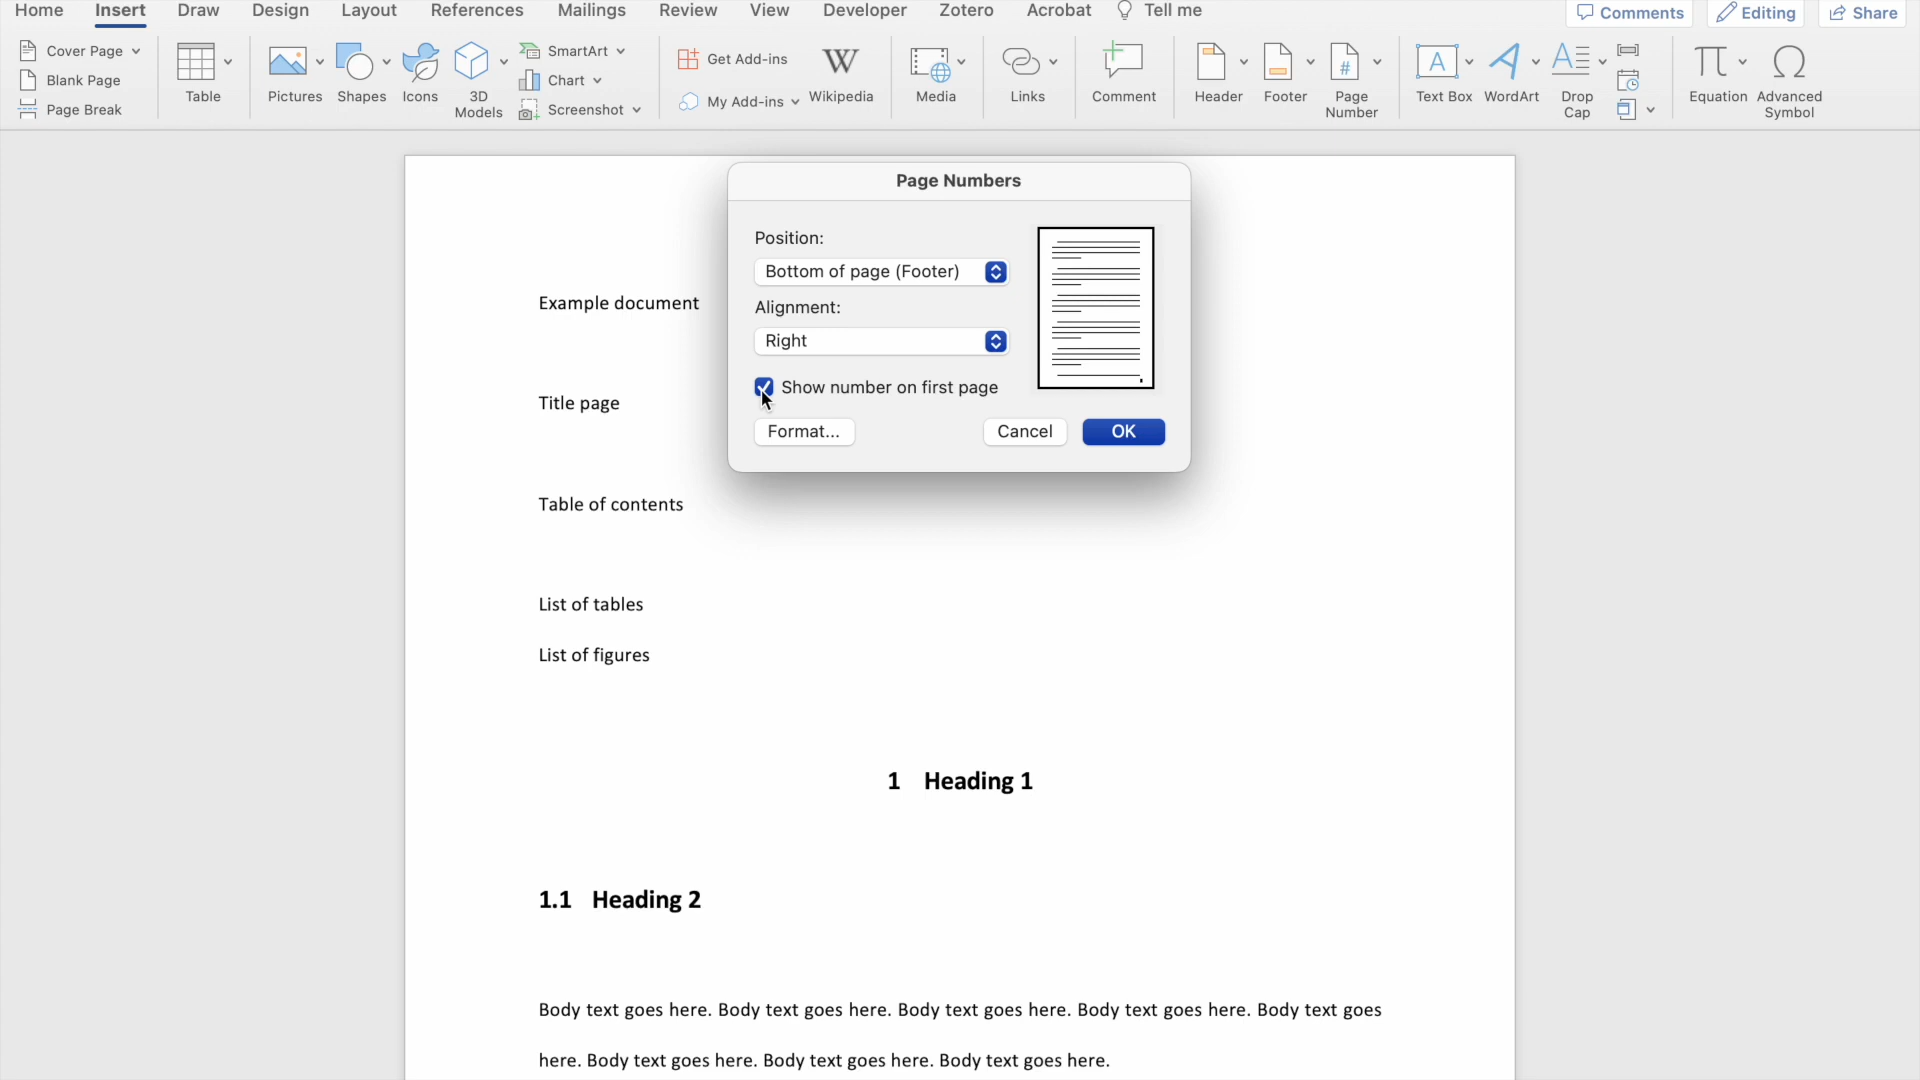 Home Insert Draw Design Layout References Mailings Review View Developer Zotero Acrobat Tell me Comments Editing Share
Cover Page
Blank Page
Page Break
Table
Pictures
Shapes
Icons
3D
Models
SmartArt
Chart
Screenshot
Get Add-ins
My Add-ins
W
Wikipedia
Media
Links
Comment
Header
Footer
#
Page
Number
A
Text Box
A
WordArt
A
Drop
Cap
π
Equation
Ω
Advanced
Symbol
Page Numbers
Position:
Bottom of page (Footer)
Alignment:
Right
Show number on first page
Format...
Cancel
OK
Example document
Title page
Table of contents
List of tables
List of figures
1 Heading 1
1.1 Heading 2
Body text goes here. Body text goes here. Body text goes here. Body text goes here. Body text goes
here. Body text goes here. Body text goes here. Body text goes here.